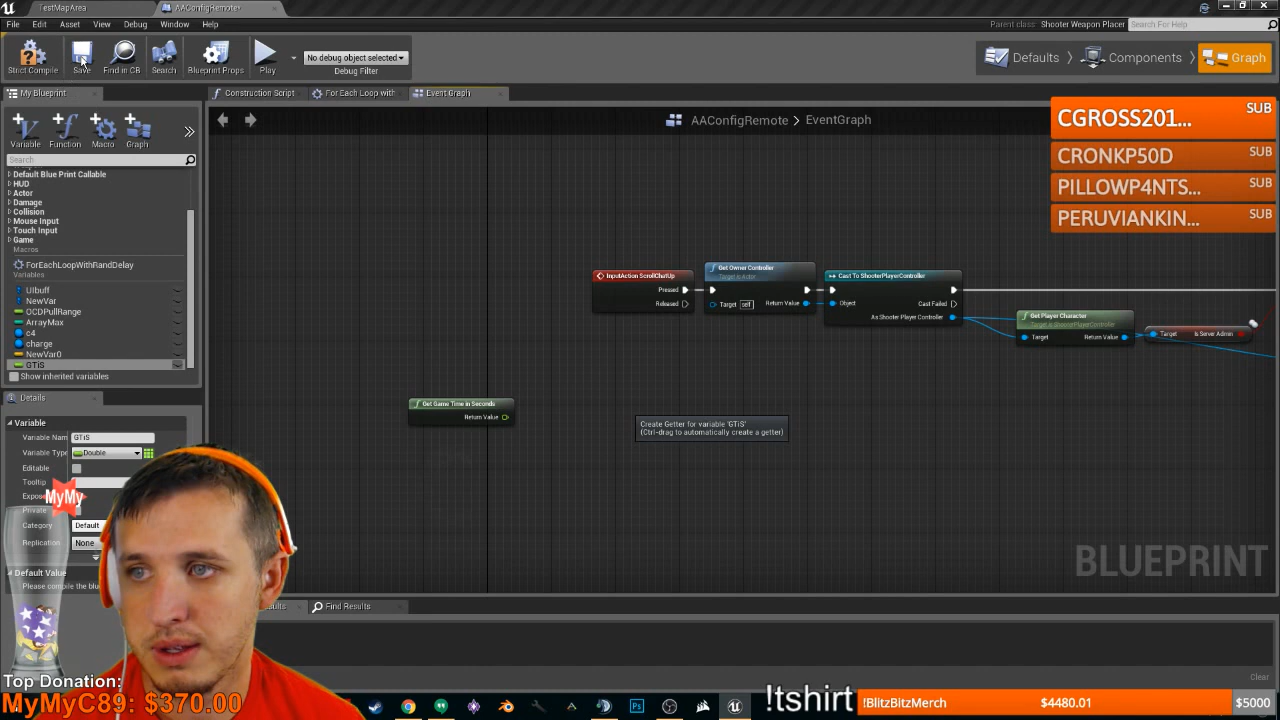 TestMapArea
AAConfigRemote*
File
Edit
Asset
View
Debug
Window
Help
Parent class: Shooter Weapon Placer
Search For Help
Strict Compile
Save
Find in CB
Search
Blueprint Props
Play
No debug object selected
Debug Filter
Defaults
Components
Graph
My Blueprint
Construction Script
For Each Loop with
Event Graph
Variable
Function
Macro
Graph
Search
AAConfigRemote > EventGraph
Default Blue Print Callable
HUD
Actor
Damage
Collision
Mouse Input
Touch Input
Game
Macros
ForEachLoopWithRandDelay
Variables
UIbuff
NewVar
OCDPullRange
ArrayMax
c4
charge
NewVar0
GTiS
Show inherited variables
Details
Variable
Variable Nam
GTiS
Variable Type
Double
Editable
Tooltip
Expos
Private
Category
Default
Replication
None
Default Value
Please compile the blu
InputAction ScrollChatUp
Pressed
Released
Get Owner Controller
Target is Actor
Target
self
Return Value
Cast To ShooterPlayerController
Object
Cast Failed
As Shooter Player Controller
Get Player Character
Target is ShooterPlayerController
Target
Return Value
Target
Is Server Admin
Get Game Time in Seconds
Return Value
Create Getter for variable 'GTiS'
(Ctrl-drag to automatically create a getter)
BLUEPRINT
Find Results
Clear
CGROSS201...
SUB
CRONKP50D
SUB
PILLOWP4NTS...
SUB
PERUVIANKIN...
SUB
MyMy
Top Donation:
MyMyC89: $370.00
!tshirt
!BlitzBitzMerch
$4480.01
$5000